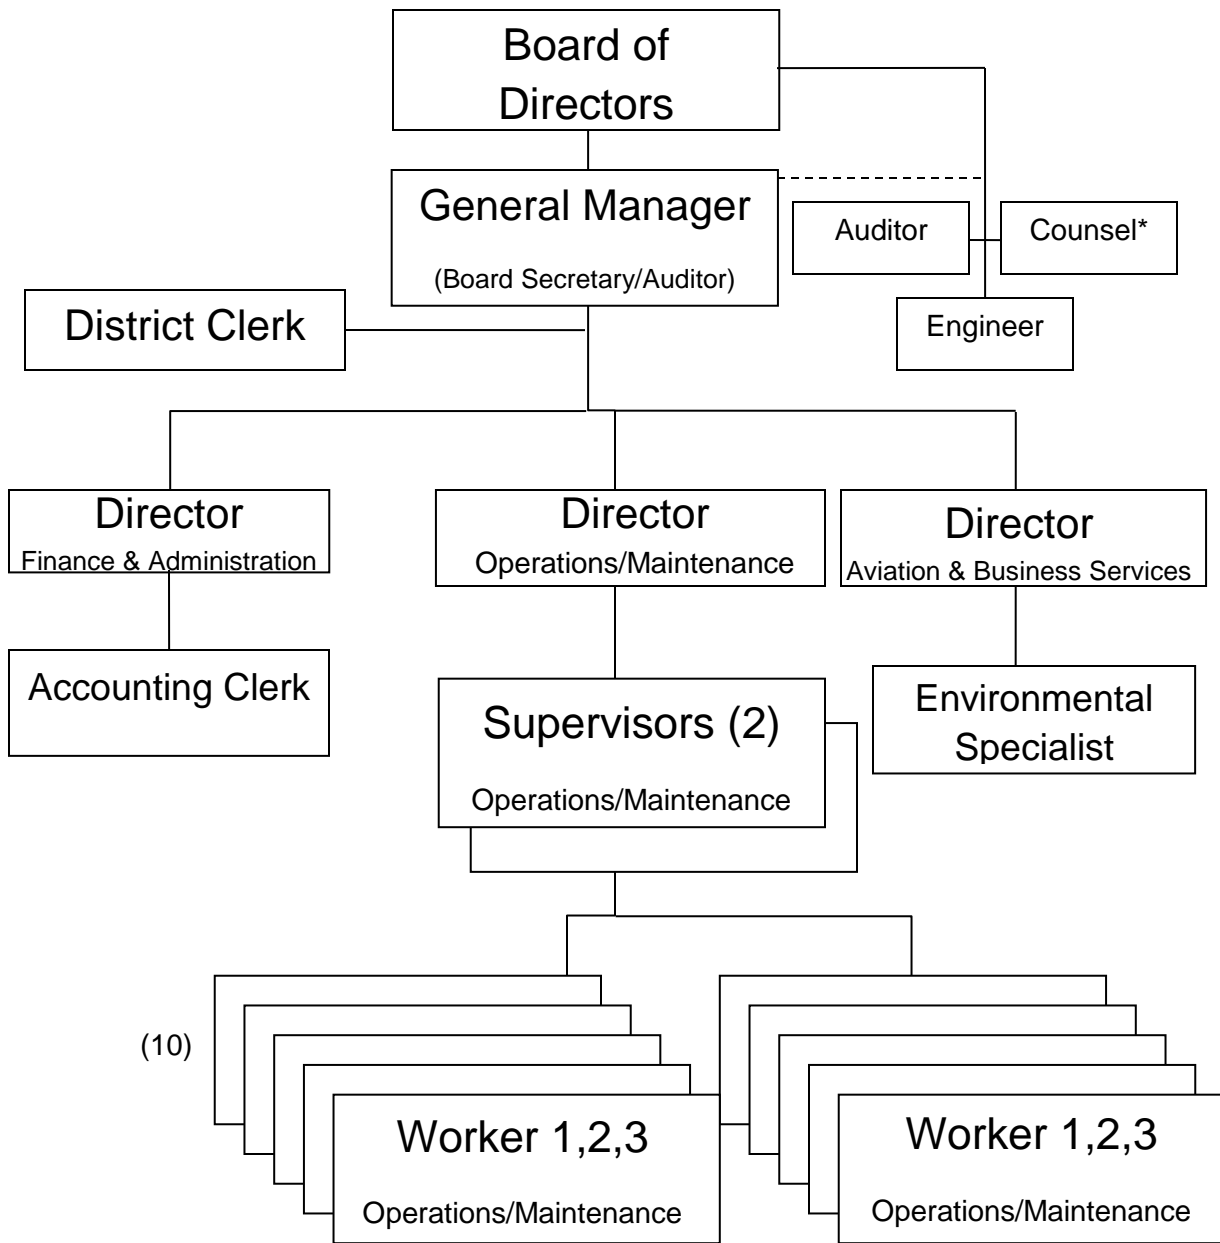 Board of
Directors
General Manager
(Board Secretary/Auditor)
Auditor
Counsel*
Engineer
District Clerk
Director
Finance & Administration
Director
Operations/Maintenance
Director
Aviation & Business Services
Accounting Clerk
Supervisors (2)
Operations/Maintenance
Environmental
Specialist
(10)
Worker 1,2,3
Operations/Maintenance
Worker 1,2,3
Operations/Maintenance